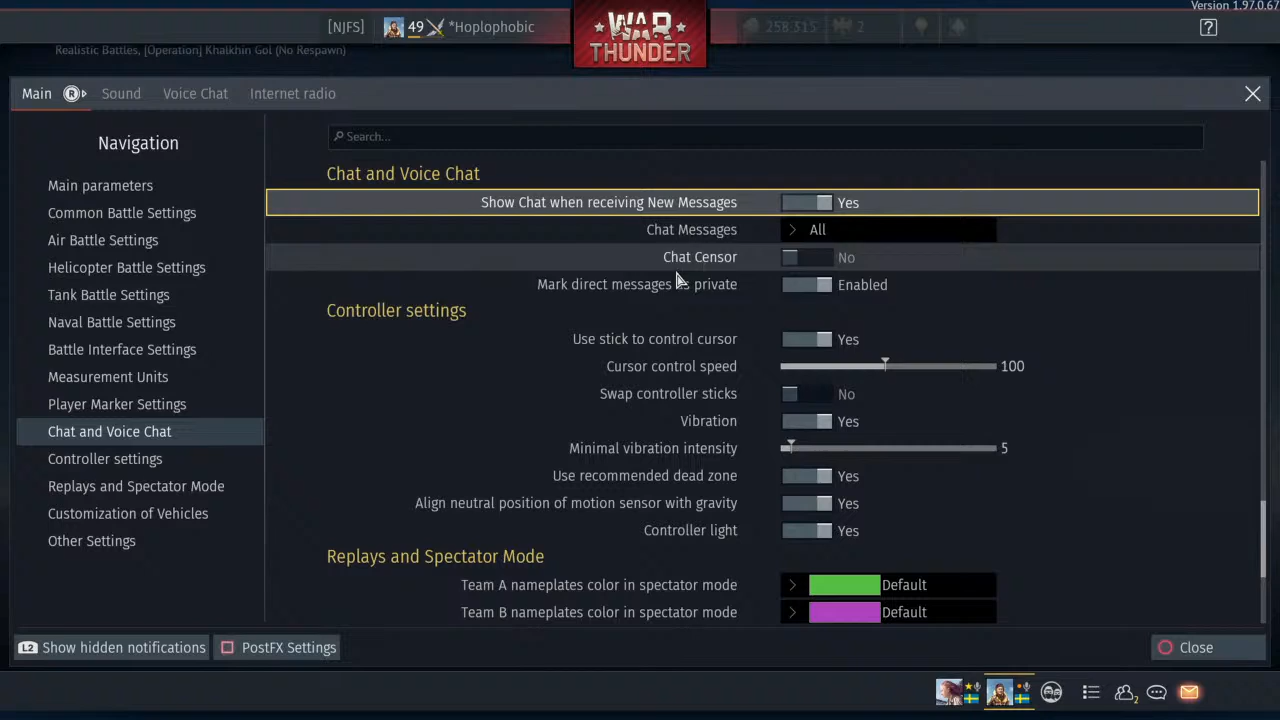 Version 1.97.0.67
[NJFS] 49 *Hoplophobic
WAR THUNDER
258,315 2
Realistic Battles, [Operation] Khalkhin Gol (No Respawn)
Main R Sound Voice Chat Internet radio
Navigation
Main parameters
Common Battle Settings
Air Battle Settings
Helicopter Battle Settings
Tank Battle Settings
Naval Battle Settings
Battle Interface Settings
Measurement Units
Player Marker Settings
Chat and Voice Chat
Controller settings
Replays and Spectator Mode
Customization of Vehicles
Other Settings
Search...
Chat and Voice Chat
Show Chat when receiving New Messages Yes
Chat Messages All
Chat Censor No
Mark direct messages as private Enabled
Controller settings
Use stick to control cursor Yes
Cursor control speed 100
Swap controller sticks No
Vibration Yes
Minimal vibration intensity 5
Use recommended dead zone Yes
Align neutral position of motion sensor with gravity Yes
Controller light Yes
Replays and Spectator Mode
Team A nameplates color in spectator mode Default
Team B nameplates color in spectator mode Default
L2 Show hidden notifications PostFX Settings Close
2